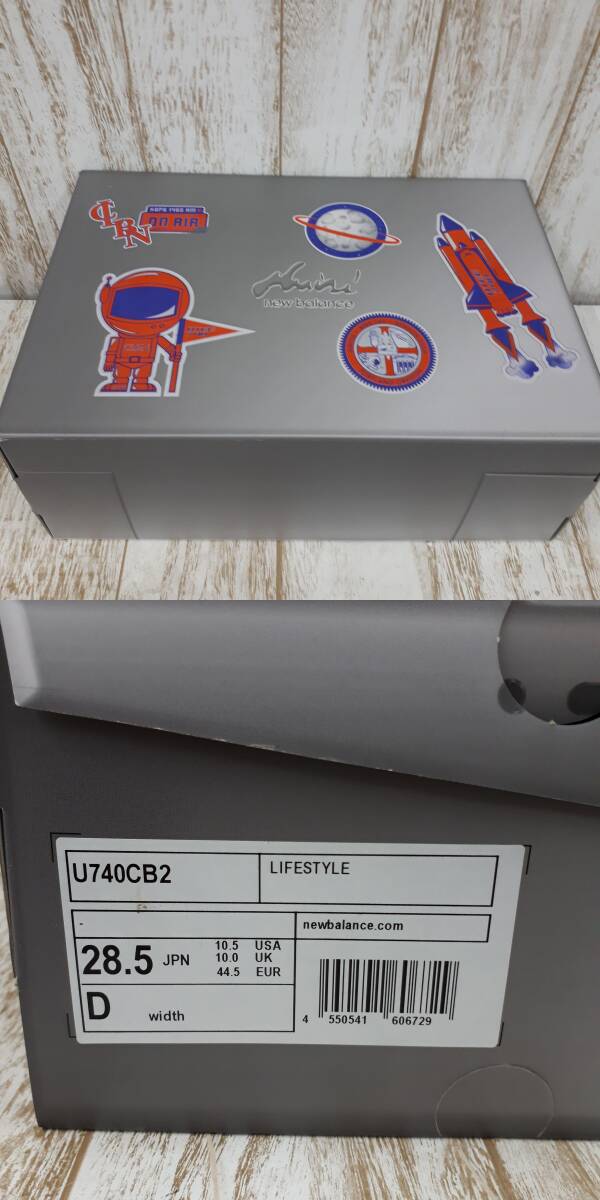 ON AIR
new balance
U740CB2
LIFESTYLE
-
newbalance.com
28.5 JPN
10.5 USA
10.0 UK
44.5 EUR
D width
4 550541 606729